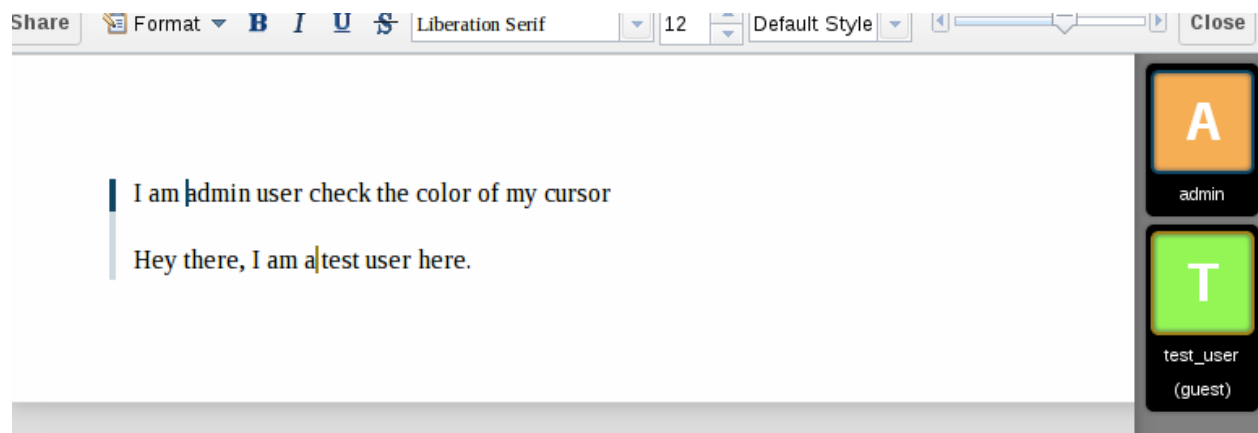 Share Format B I U S Liberation Serif 12 Default Style Close
I am admin user check the color of my cursor
Hey there, I am a test user here.
A
admin
T
test_user
(guest)